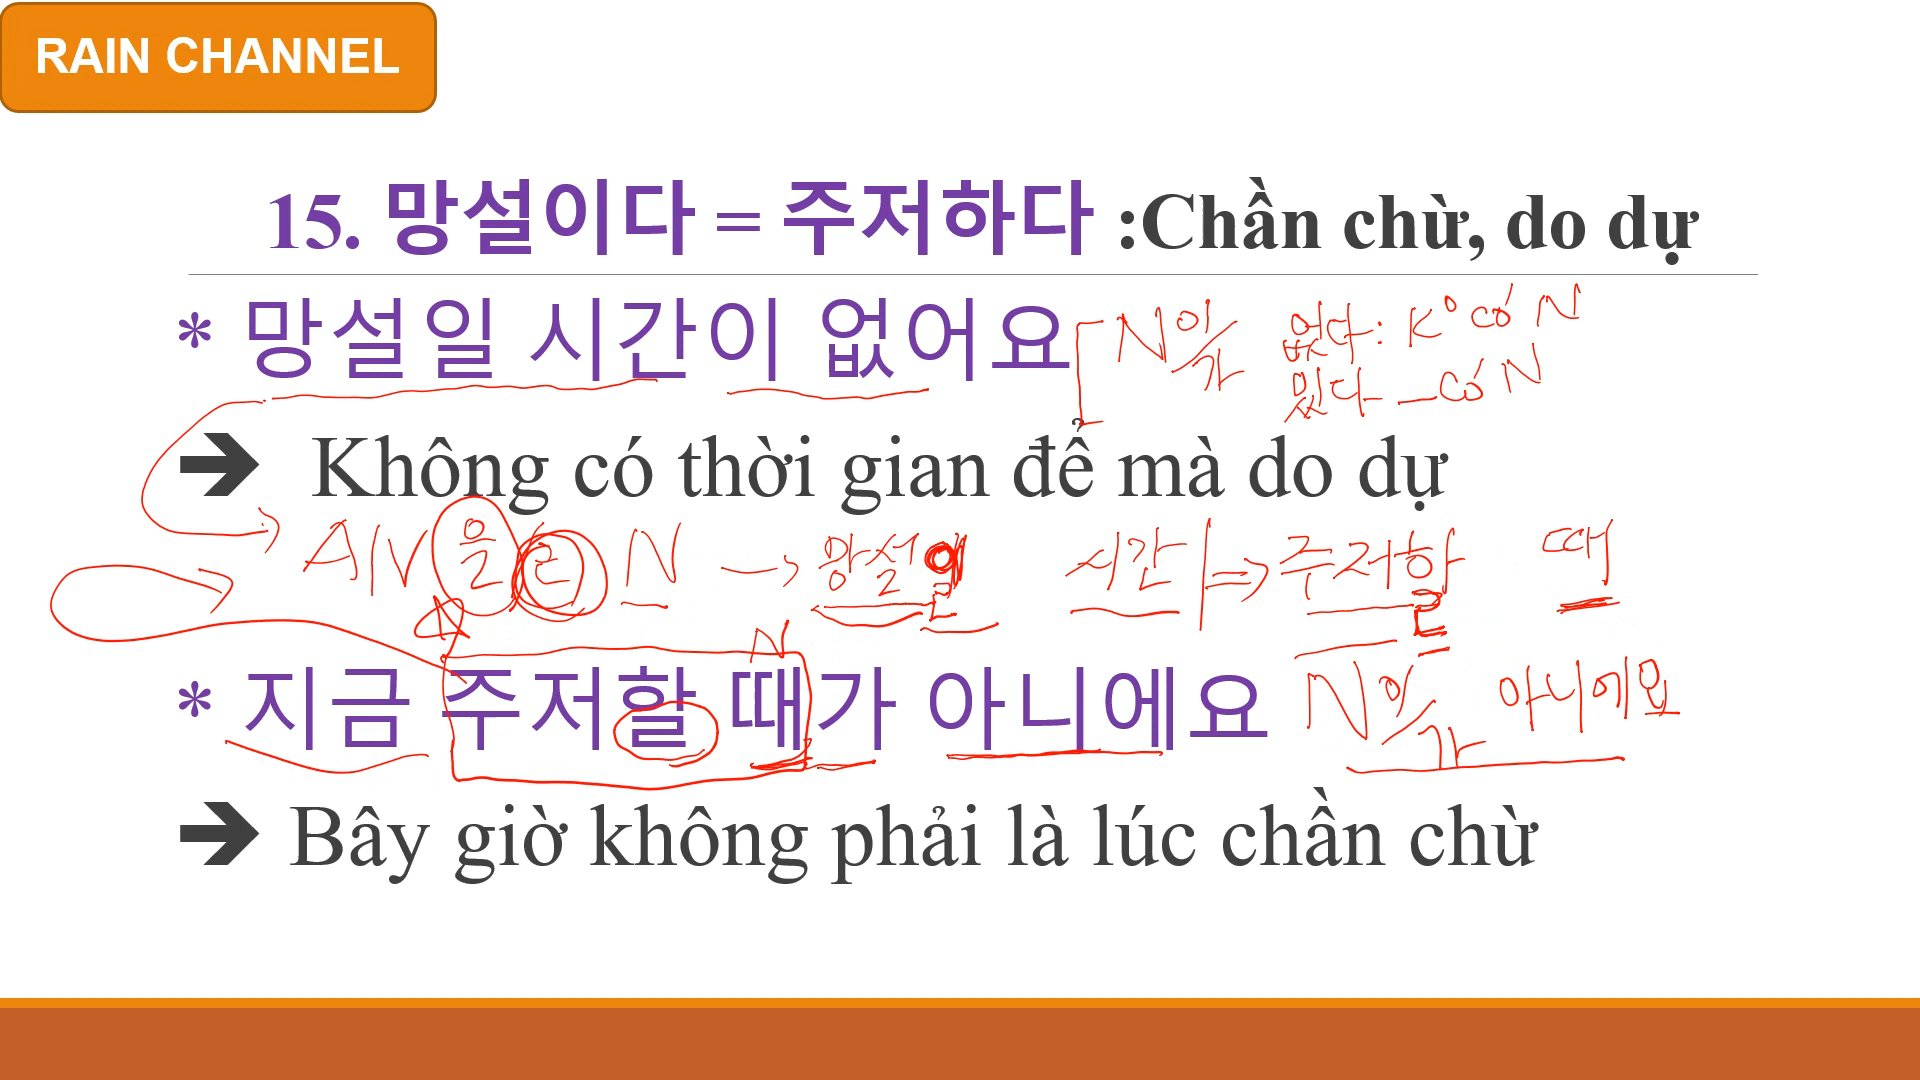 RAIN CHANNEL
15. 망설이다 = 주저하다 :Chần chừ, do dự
* 망설일 시간이 없어요
N이/가 없다: K° có N
있다 _ có N
➔ Không có thời gian để mà do dự
A/V 을/ㄹ N → 망설일 시간 ⇒ 주저할 때
N
* 지금 주저할 때가 아니에요
N이/가 아니에요
➔ Bây giờ không phải là lúc chần chừ